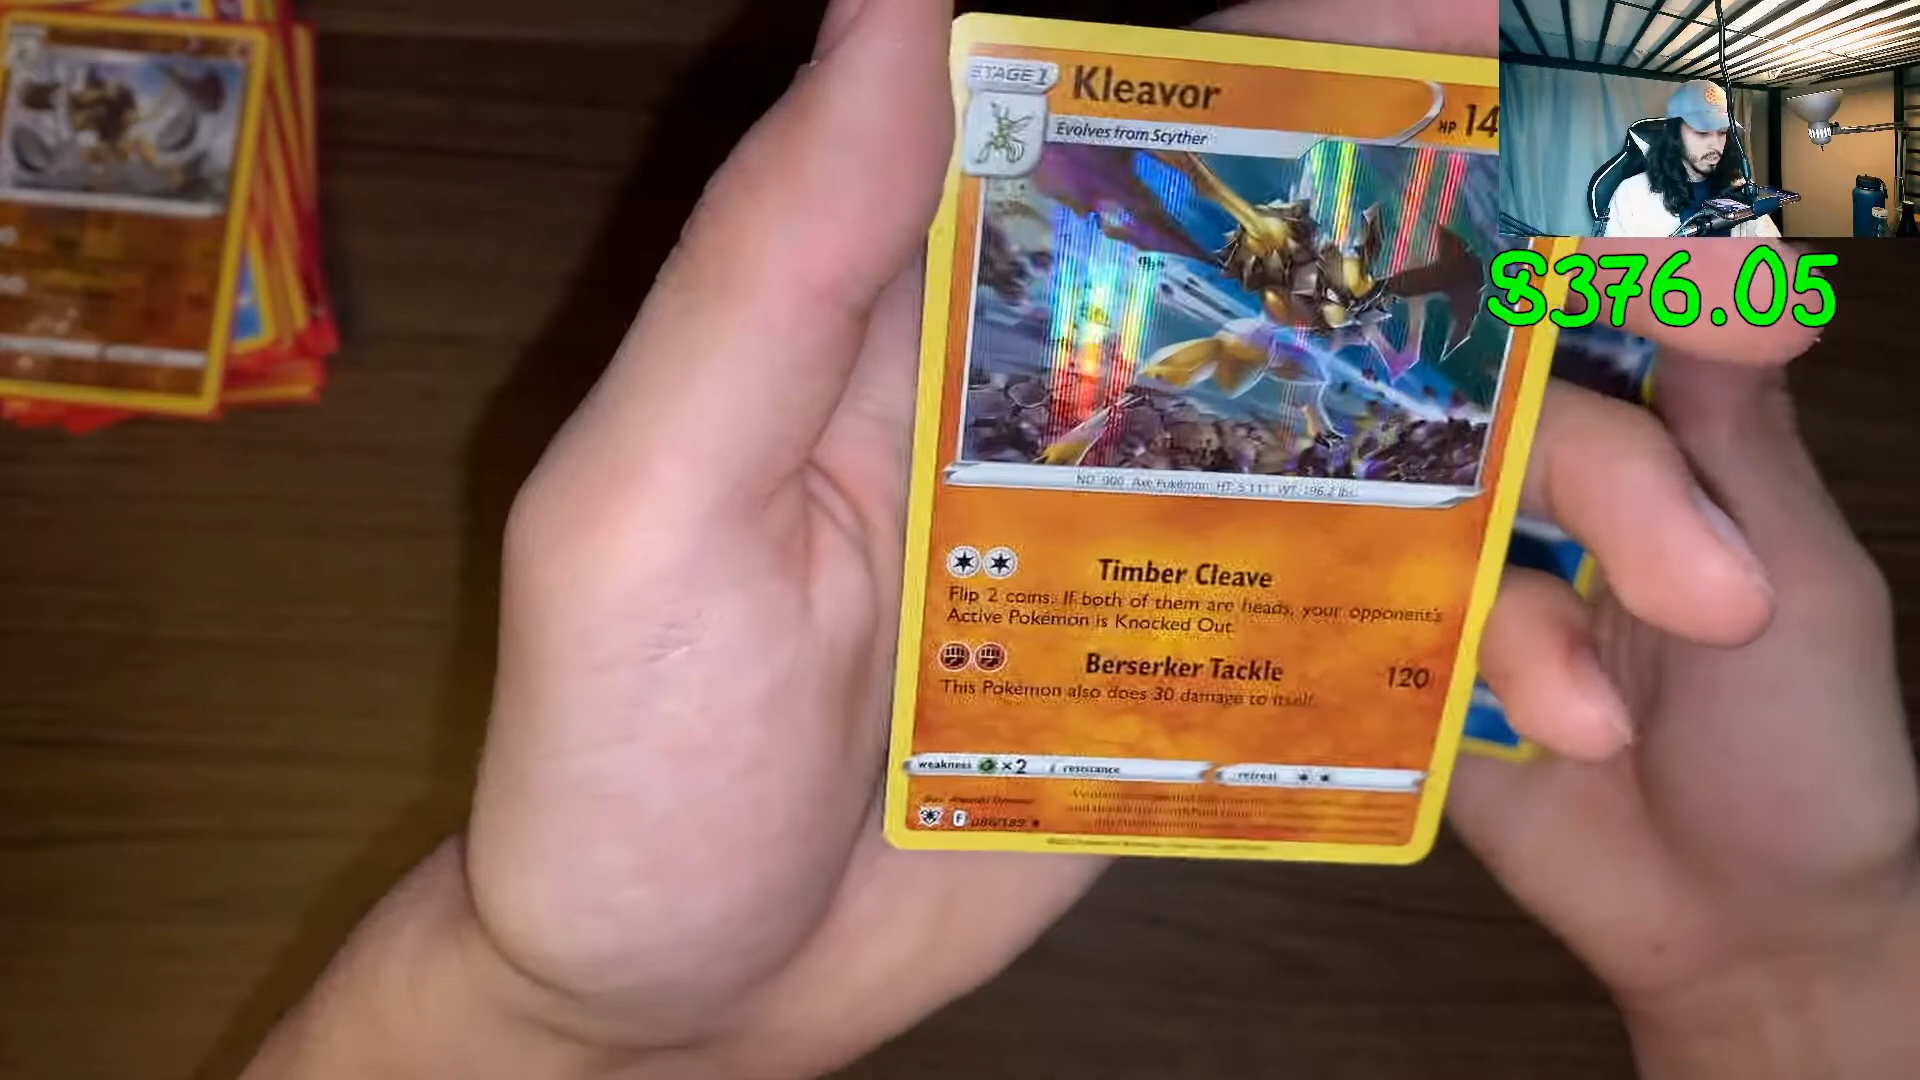 STAGE 1
Kleavor
HP 14
Evolves from Scyther
$376.05
NO. 900 Axe Pokémon HT: 5'11" WT: 196.2 lbs.
Timber Cleave
Flip 2 coins. If both of them are heads, your opponent's
Active Pokémon is Knocked Out.
Berserker Tackle 120
This Pokémon also does 30 damage to itself.
weakness ×2 resistance retreat
F 086/189